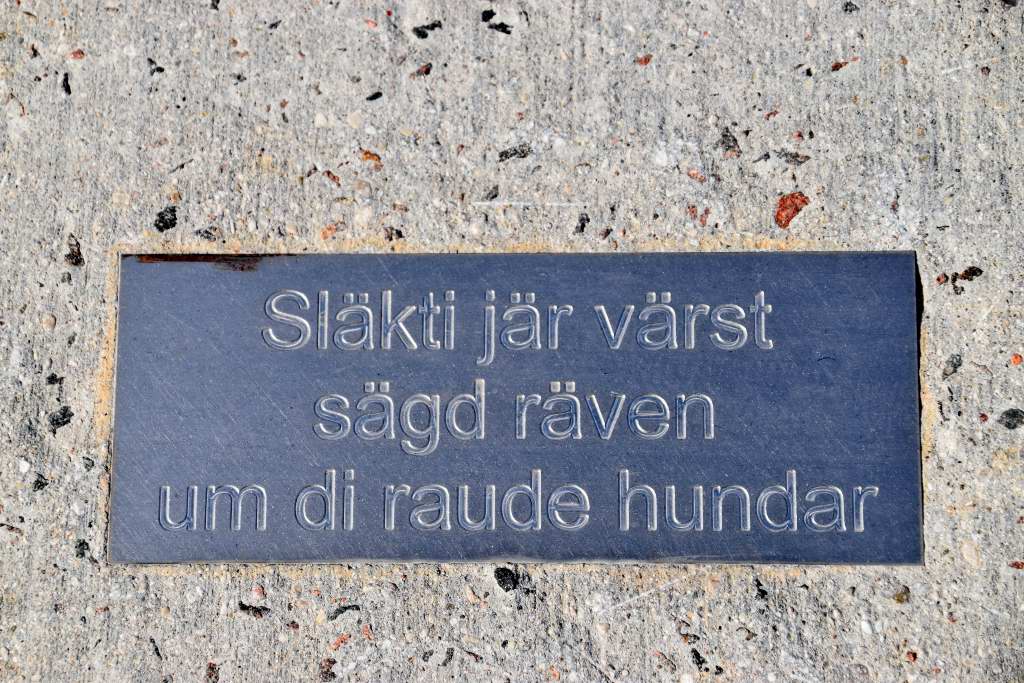 Släkti jär värst
sägd räven
um di raude hundar